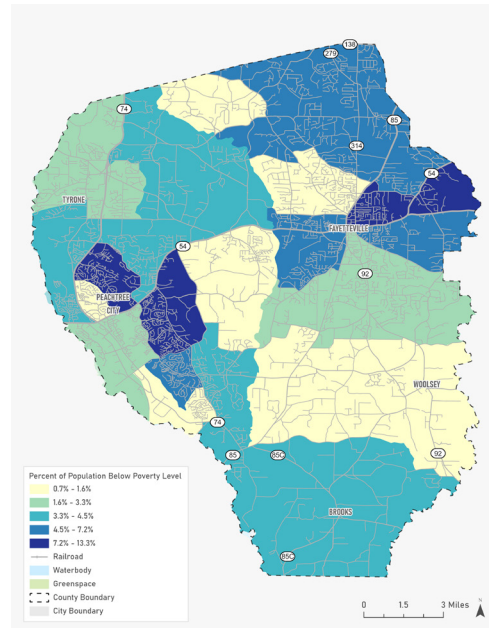 138
279
74
85
314
54
TYRONE
FAYETTEVILLE
54
92
PEACHTREE
CITY
WOOLSEY
74
85
85C
92
BROOKS
85C
Percent of Population Below Poverty Level
0.7% - 1.6%
1.6% - 3.3%
3.3% - 4.5%
4.5% - 7.2%
7.2% - 13.3%
Railroad
Waterbody
Greenspace
County Boundary
City Boundary
0 1.5 3 Miles
N